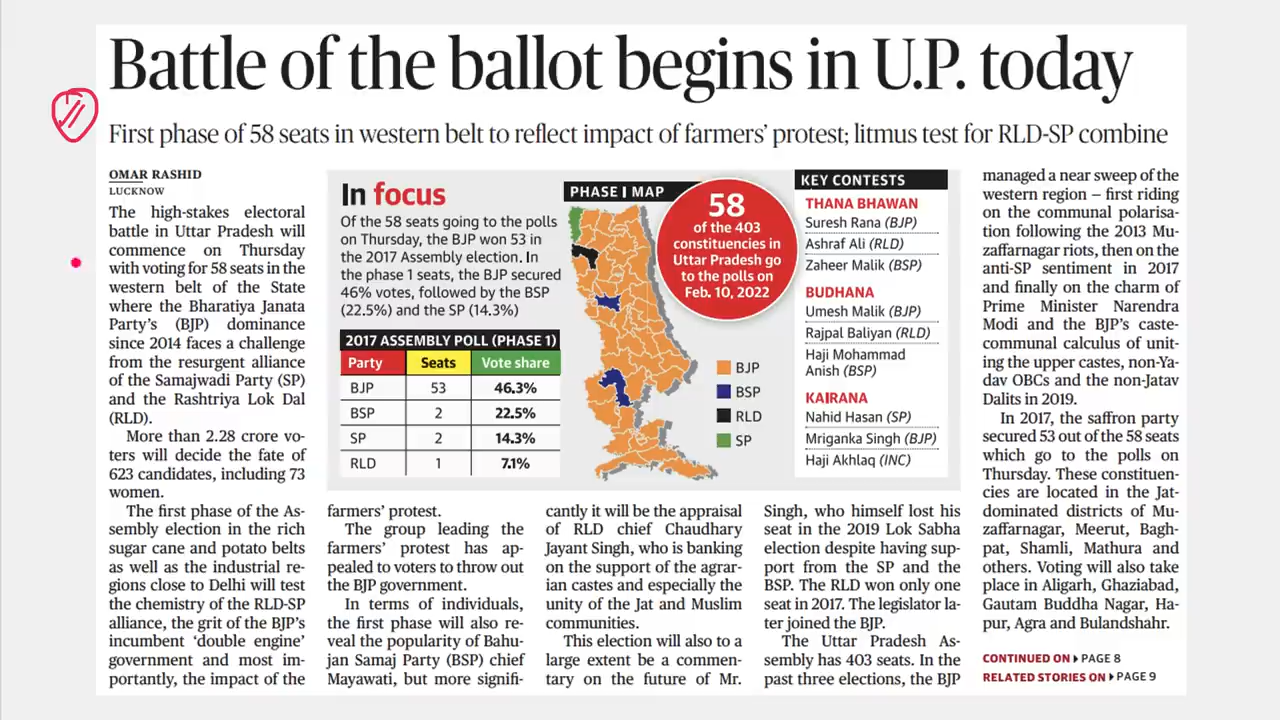 Battle of the ballot begins in U.P. today
First phase of 58 seats in western belt to reflect impact of farmers' protest; litmus test for RLD-SP combine
OMAR RASHID
LUCKNOW
The high-stakes electoral
battle in Uttar Pradesh will
commence on Thursday
with voting for 58 seats in the
western belt of the State
where the Bharatiya Janata
Party's (BJP) dominance
since 2014 faces a challenge
from the resurgent alliance
of the Samajwadi Party (SP)
and the Rashtriya Lok Dal
(RLD).
More than 2.28 crore vo-
ters will decide the fate of
623 candidates, including 73
women.
The first phase of the As-
sembly election in the rich
sugar cane and potato belts
as well as the industrial re-
gions close to Delhi will test
the chemistry of the RLD-SP
alliance, the grit of the BJP's
incumbent 'double engine'
government and most im-
portantly, the impact of the
In focus
Of the 58 seats going to the polls
on Thursday, the BJP won 53 in
the 2017 Assembly election. In
the phase 1 seats, the BJP secured
46% votes, followed by the BSP
(22.5%) and the SP (14.3%)
2017 ASSEMBLY POLL (PHASE 1)
Party Seats Vote share
BJP 53 46.3%
BSP 2 22.5%
SP 2 14.3%
RLD 1 7.1%
PHASE I MAP
58
of the 403
constituencies in
Uttar Pradesh go
to the polls on
Feb. 10, 2022
BJP
BSP
RLD
SP
KEY CONTESTS
THANA BHAWAN
Suresh Rana (BJP)
Ashraf Ali (RLD)
Zaheer Malik (BSP)
BUDHANA
Umesh Malik (BJP)
Rajpal Baliyan (RLD)
Haji Mohammad
Anish (BSP)
KAIRANA
Nahid Hasan (SP)
Mriganka Singh (BJP)
Haji Akhlaq (INC)
farmers' protest.
The group leading the
farmers' protest has ap-
pealed to voters to throw out
the BJP government.
In terms of individuals,
the first phase will also re-
veal the popularity of Bahu-
jan Samaj Party (BSP) chief
Mayawati, but more signifi-
cantly it will be the appraisal
of RLD chief Chaudhary
Jayant Singh, who is banking
on the support of the agrar-
ian castes and especially the
unity of the Jat and Muslim
communities.
This election will also to a
large extent be a commen-
tary on the future of Mr.
Singh, who himself lost his
seat in the 2019 Lok Sabha
election despite having sup-
port from the SP and the
BSP. The RLD won only one
seat in 2017. The legislator la-
ter joined the BJP.
The Uttar Pradesh As-
sembly has 403 seats. In the
past three elections, the BJP
managed a near sweep of the
western region – first riding
on the communal polarisa-
tion following the 2013 Mu-
zaffarnagar riots, then on the
anti-SP sentiment in 2017
and finally on the charm of
Prime Minister Narendra
Modi and the BJP's caste-
communal calculus of unit-
ing the upper castes, non-Ya-
dav OBCs and the non-Jatav
Dalits in 2019.
In 2017, the saffron party
secured 53 out of the 58 seats
which go to the polls on
Thursday. These constituen-
cies are located in the Jat-
dominated districts of Mu-
zaffarnagar, Meerut, Bagh-
pat, Shamli, Mathura and
others. Voting will also take
place in Aligarh, Ghaziabad,
Gautam Buddha Nagar, Ha-
pur, Agra and Bulandshahr.
CONTINUED ON PAGE 8
RELATED STORIES ON PAGE 9